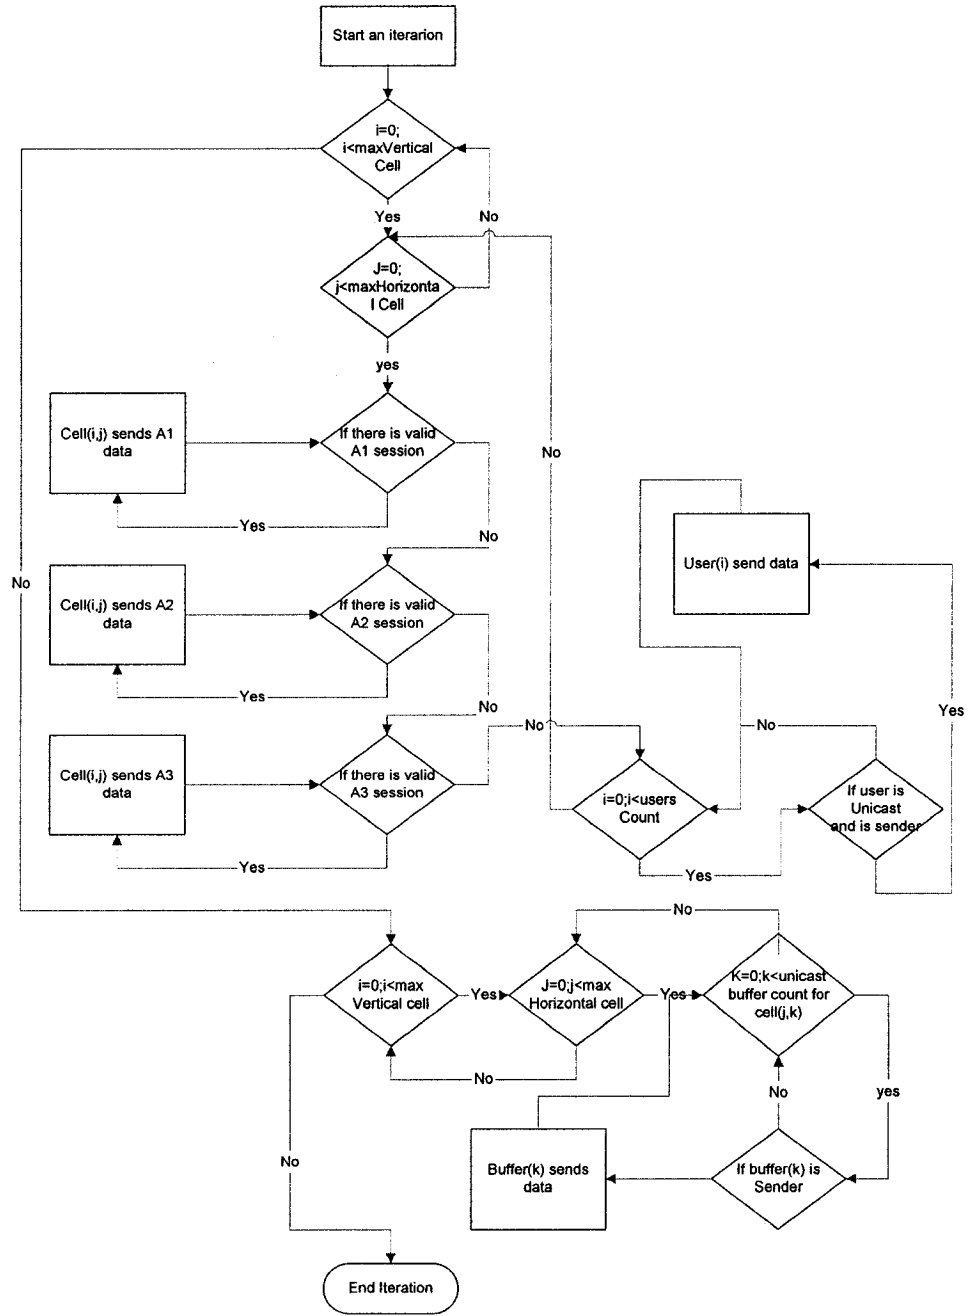 Start an iterarion
i=0;
i<maxVertical
Cell
Yes
No
J=0;
j<maxHorizonta
l Cell
yes
Cell(i,j) sends A1
data
If there is valid
A1 session
No
Yes
No
User(i) send data
No
Cell(i,j) sends A2
data
If there is valid
A2 session
Yes
No
Yes
No
No
Cell(i,j) sends A3
data
If there is valid
A3 session
i=0;i<users
Count
If user is
Unicast
and is sender
Yes
Yes
No
i=0;i<max
Vertical cell
Yes
J=0;j<max
Horizontal cell
Yes
K=0;k<unicast
buffer count for
cell(j,k)
No
No
yes
No
Buffer(k) sends
data
If buffer(k) is
Sender
End Iteration